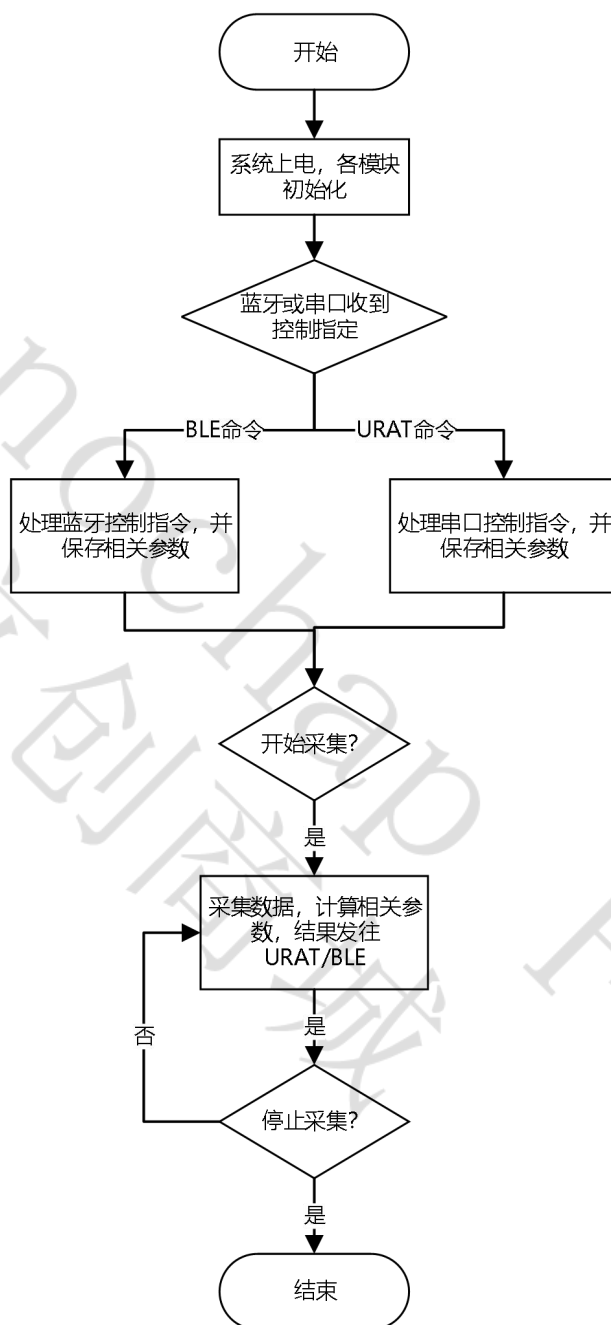 开始
系统上电，各模块
初始化
蓝牙或串口收到
控制指定
BLE命令
URAT命令
处理蓝牙控制指令，并
保存相关参数
处理串口控制指令，并
保存相关参数
开始采集?
是
采集数据，计算相关参
数，结果发往
URAT/BLE
是
否
停止采集?
是
结束
nochap
创商城